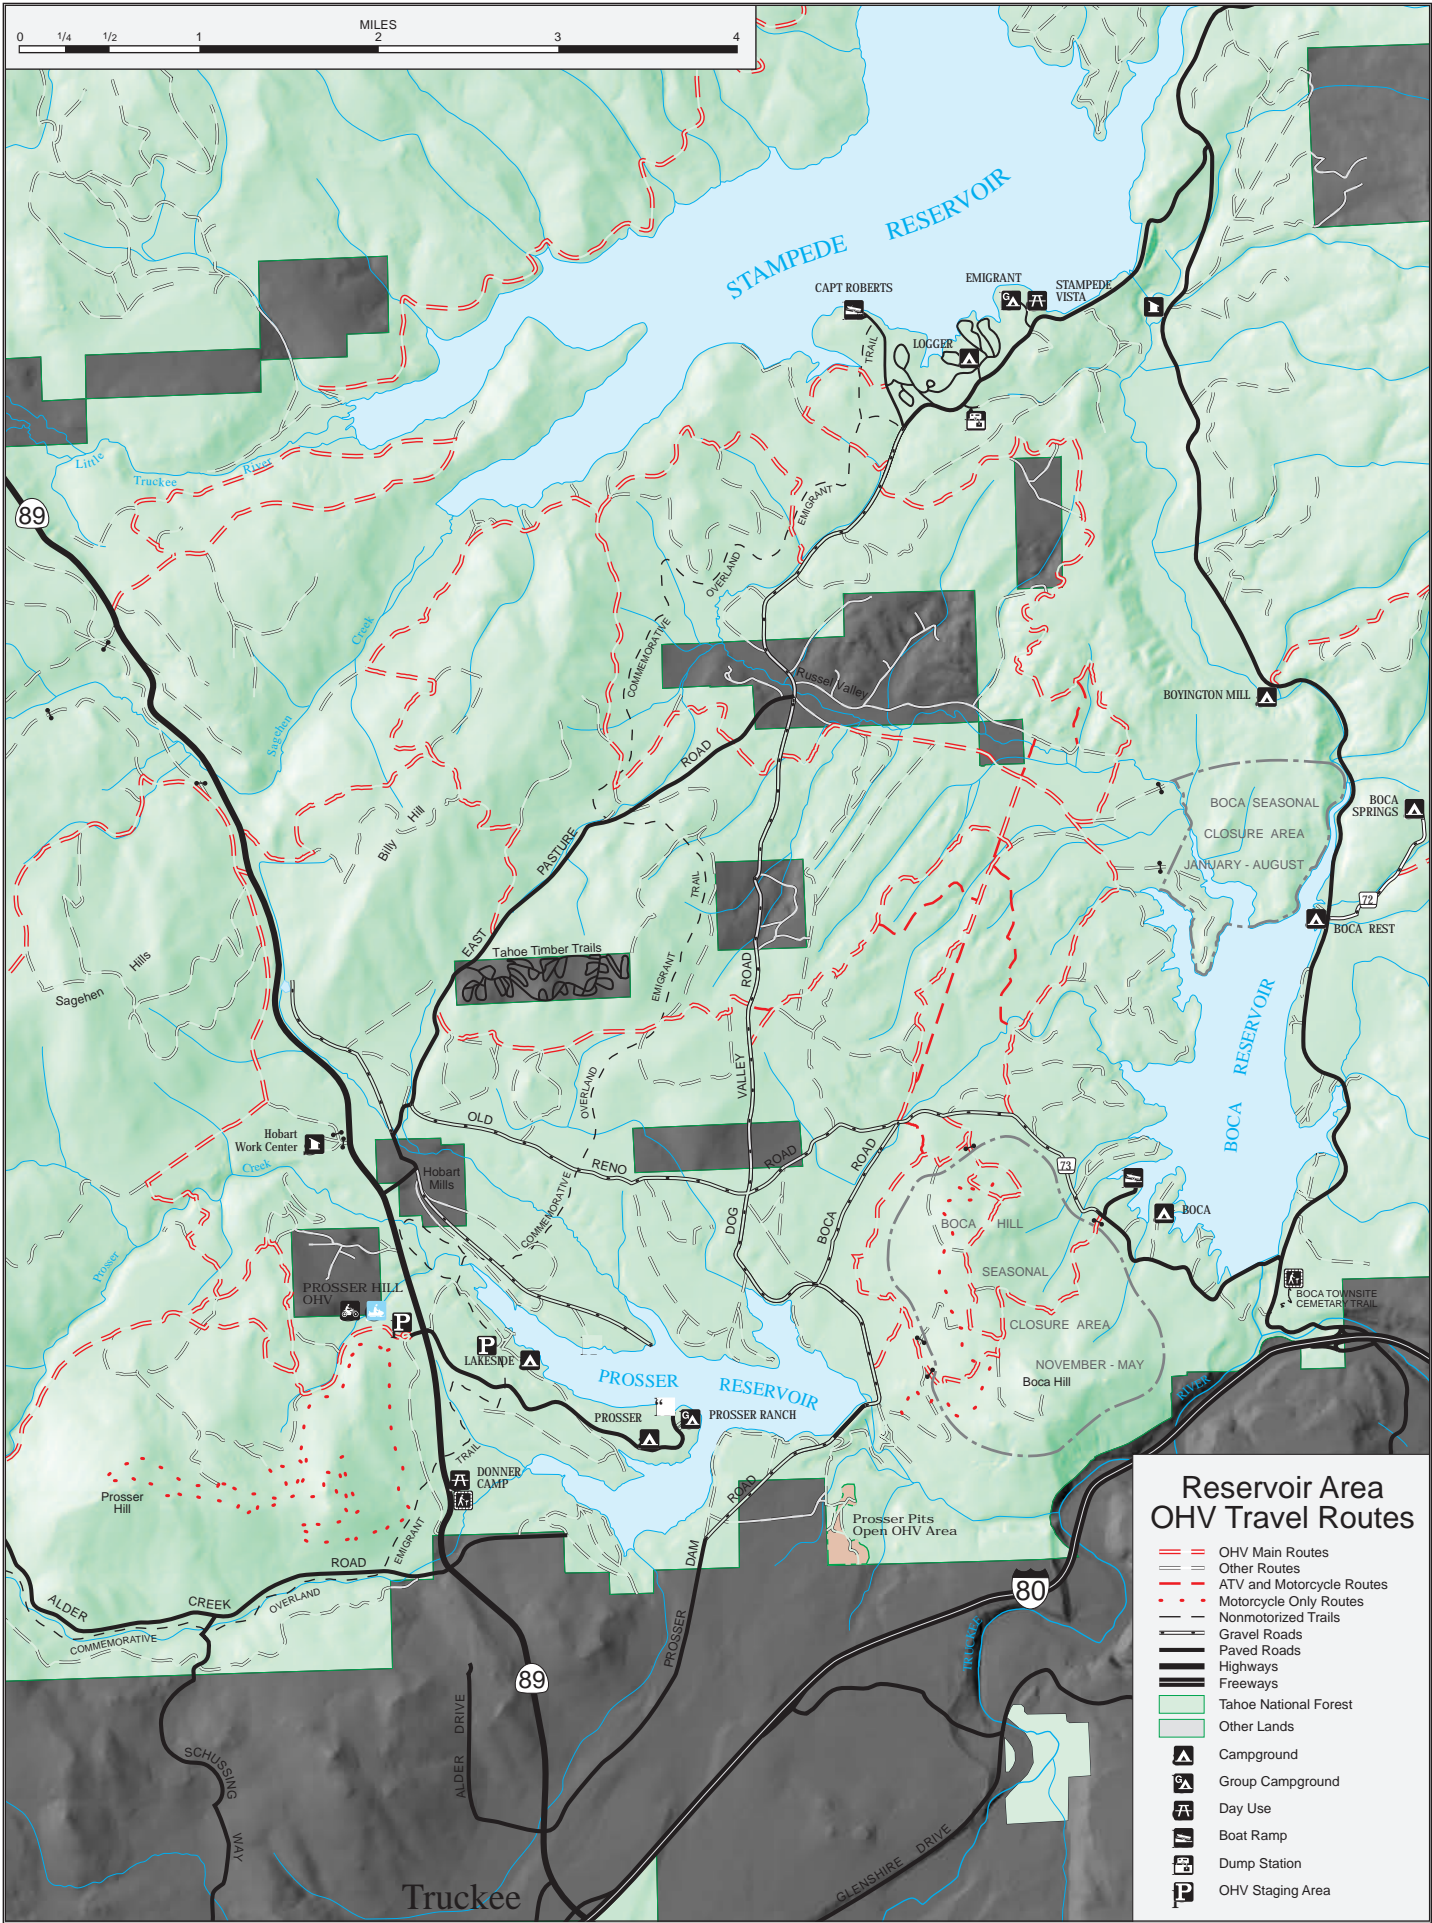 MILES
0 1/4 1/2 1 2 3 4
STAMPEDE RESERVOIR
CAPT ROBERTS
EMIGRANT
STAMPEDE
VISTA
LOGGER
TRAIL
EMIGRANT
OVERLAND
COMMEMORATIVE
Little
Truckee
River
89
Creek
Sagehen
Russel Valley
BOYINGTON MILL
ROAD
PASTURE
EAST
Billy Hill
BOCA SEASONAL
CLOSURE AREA
JANUARY - AUGUST
BOCA
SPRINGS
72
BOCA REST
TRAIL
EMIGRANT
OVERLAND
COMMEMORATIVE
Tahoe Timber Trails
Sagehen Hills
ROAD
VALLEY
DOG
BOCA RESERVOIR
OLD
RENO
ROAD
BOCA ROAD
73
Hobart
Work Center
Creek
Prosser
Hobart
Mills
BOCA HILL
SEASONAL
CLOSURE AREA
NOVEMBER - MAY
Boca Hill
BOCA
BOCA TOWNSITE
CEMETARY TRAIL
PROSSER HILL
OHV
P
P
LAKESIDE
PROSSER RESERVOIR
PROSSER
PROSSER RANCH
RIVER
TRAIL
DONNER
CAMP
EMIGRANT
Prosser
Hill
ROAD
DAM
PROSSER
Prosser Pits
Open OHV Area
ALDER
CREEK
ROAD
OVERLAND
COMMEMORATIVE
80
TRUCKEE
89
ALDER DRIVE
SCHUSSING
WAY
GLENSHIRE DRIVE
Truckee
Reservoir Area
OHV Travel Routes
OHV Main Routes
Other Routes
ATV and Motorcycle Routes
Motorcycle Only Routes
Nonmotorized Trails
Gravel Roads
Paved Roads
Highways
Freeways
Tahoe National Forest
Other Lands
Campground
G Group Campground
Day Use
Boat Ramp
Dump Station
P OHV Staging Area